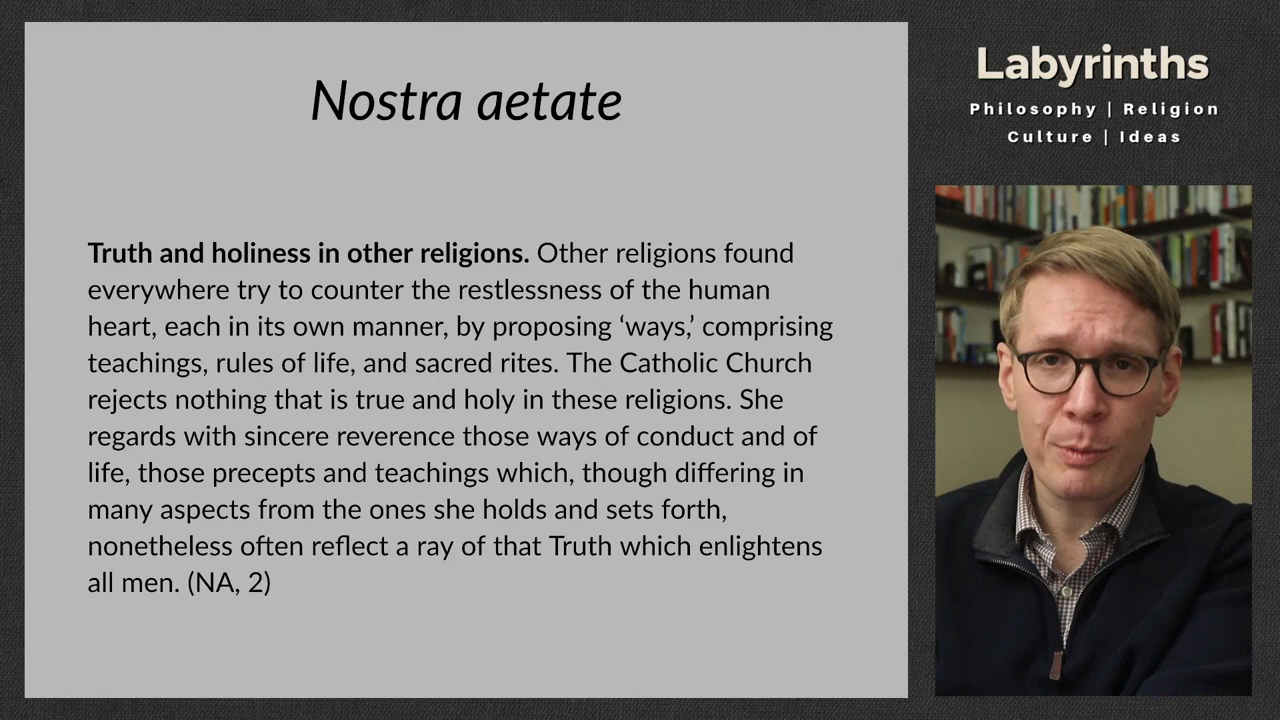 Nostra aetate
Truth and holiness in other religions. Other religions found
everywhere try to counter the restlessness of the human
heart, each in its own manner, by proposing ‘ways,’ comprising
teachings, rules of life, and sacred rites. The Catholic Church
rejects nothing that is true and holy in these religions. She
regards with sincere reverence those ways of conduct and of
life, those precepts and teachings which, though differing in
many aspects from the ones she holds and sets forth,
nonetheless often reflect a ray of that Truth which enlightens
all men. (NA, 2)
Labyrinths
Philosophy | Religion
Culture | Ideas